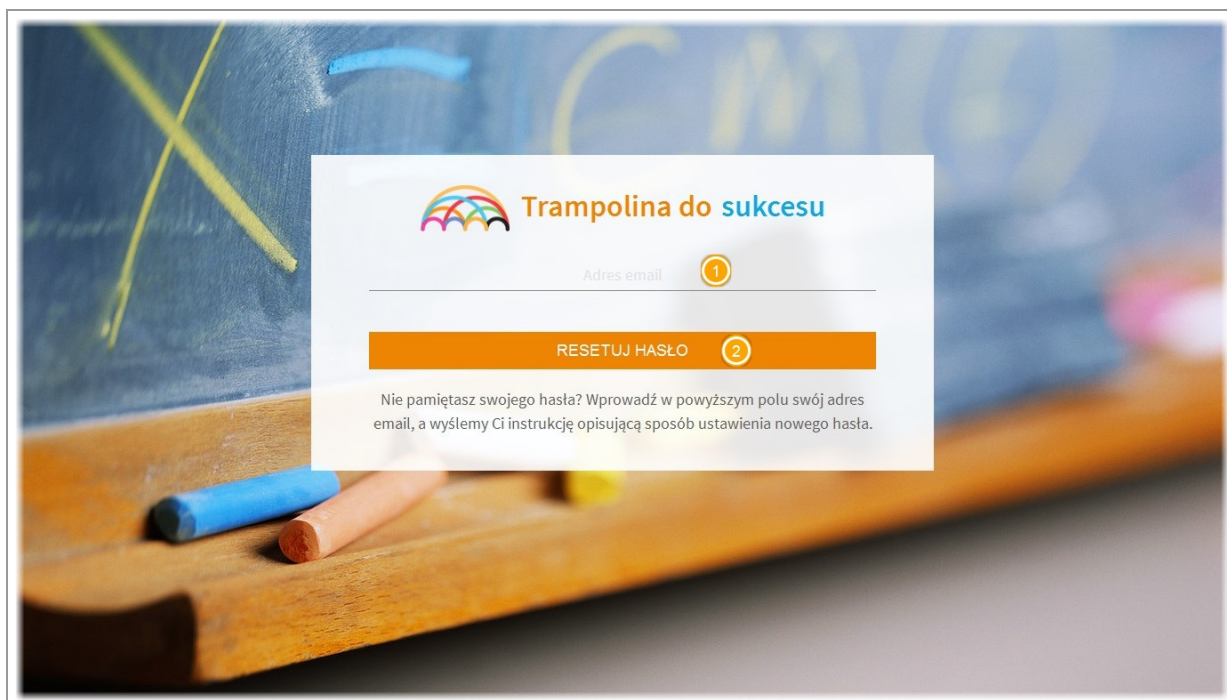 Trampolina do sukcesu
Adres email 1
RESETUJ HASŁO 2
Nie pamiętasz swojego hasła? Wprowadź w powyższym polu swój adres
email, a wyślemy Ci instrukcję opisującą sposób ustawienia nowego hasła.